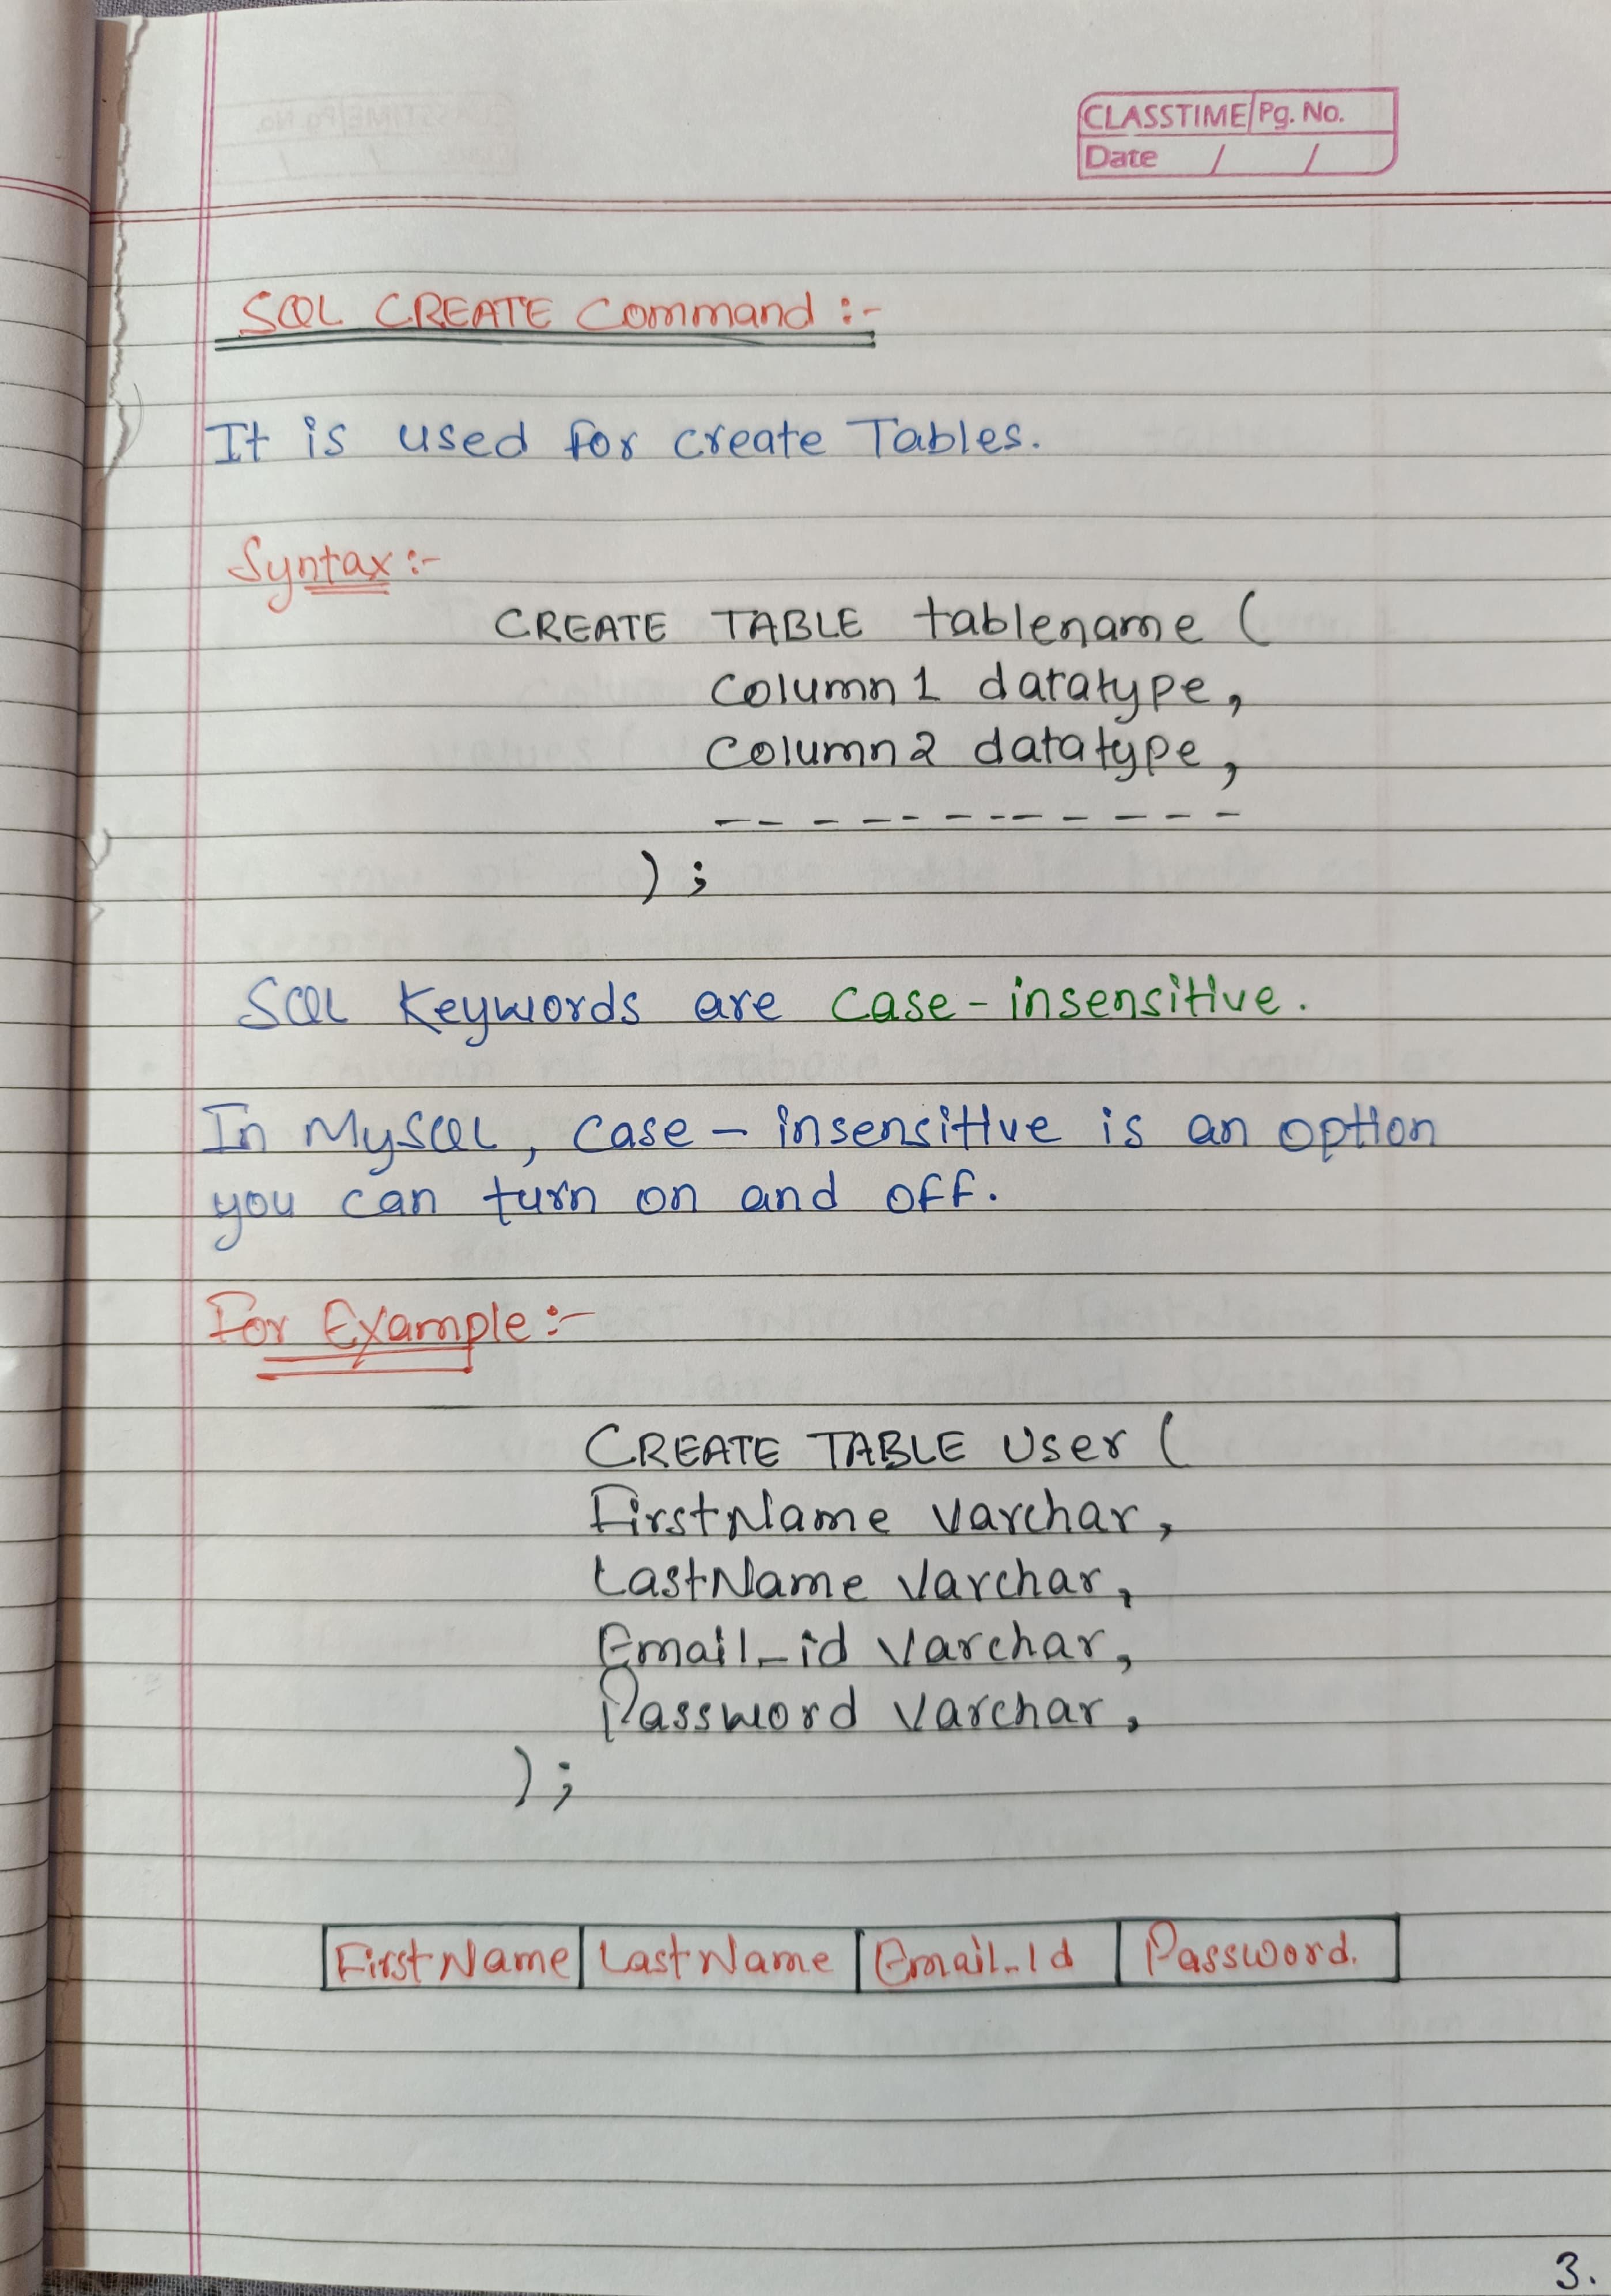 CLASSTIME Pg. No.
Date / /
SQL CREATE Command :-
It is used for create Tables.
Syntax :-
CREATE TABLE tablename (
Column1 datatype,
Column2 datatype,
- - - - - - - - - - -
) ;
SQL Keywords are case-insensitive.
In MySQL, case-insensitive is an option
you can turn on and off.
For Example :-
CREATE TABLE User (
FirstName Varchar,
LastName Varchar,
Email_id Varchar,
Password Varchar,
) ;
FirstName LastName Email_Id Password.
3.